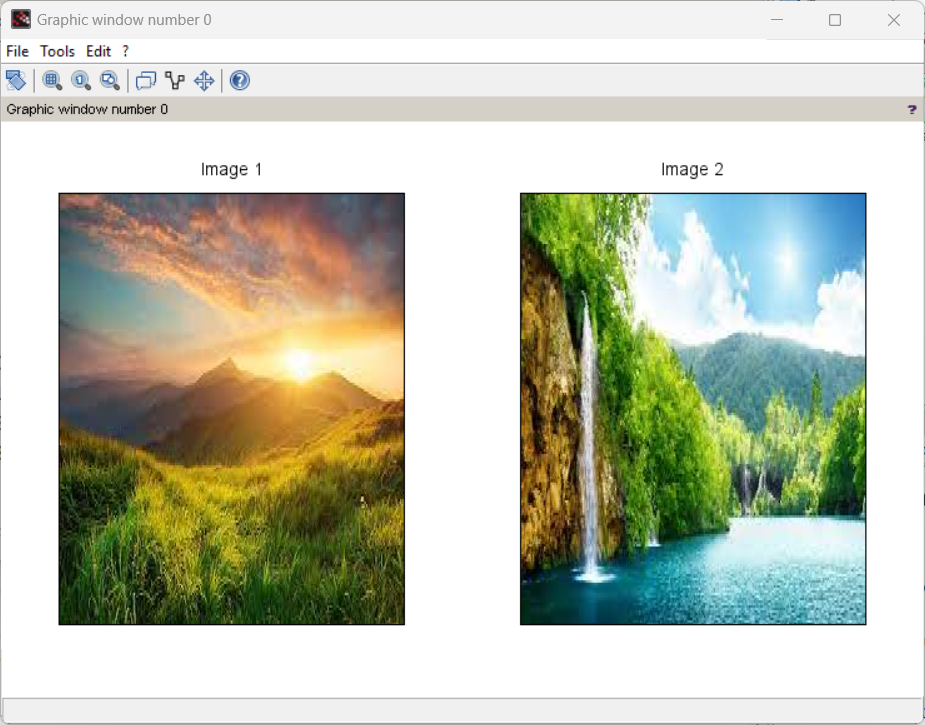 Graphic window number 0
File Tools Edit ?
Graphic window number 0 ?
Image 1 Image 2